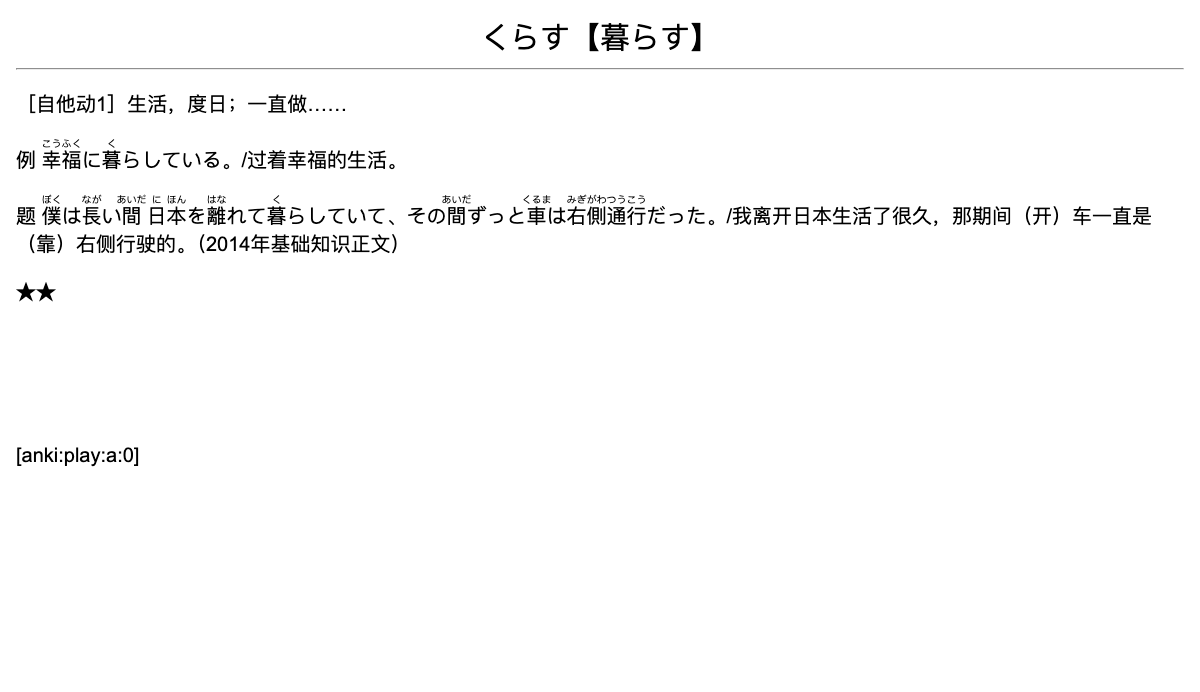 くらす【暮らす】
［自他动1］生活，度日；一直做……
こうふく く
例 幸福に暮らしている。/过着幸福的生活。
ぼく なが あいだ に ほん はな く あいだ くるま みぎがわつうこう
题 僕は長い間 日本を離れて暮らしていて、その間ずっと車は右側通行だった。/我离开日本生活了很久，那期间（开）车一直是
（靠）右侧行驶的。（2014年基础知识正文）
★★
[anki:play:a:0]